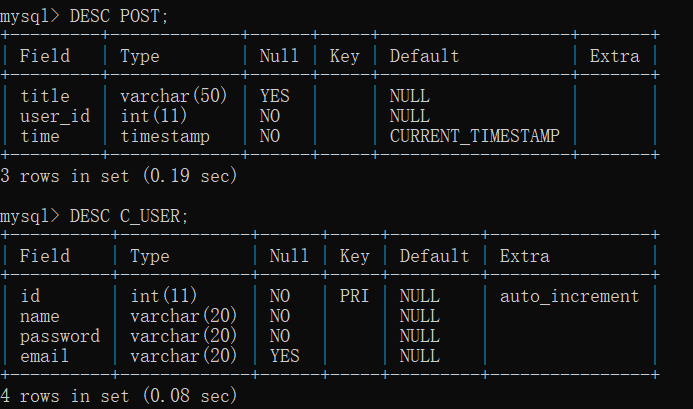 mysql> DESC POST;
+---------+-------------+------+-----+-------------------+-------+
| Field | Type | Null | Key | Default | Extra |
+---------+-------------+------+-----+-------------------+-------+
| title | varchar(50) | YES | | NULL | |
| user_id | int(11) | NO | | NULL | |
| time | timestamp | NO | | CURRENT_TIMESTAMP | |
+---------+-------------+------+-----+-------------------+-------+
3 rows in set (0.19 sec)
mysql> DESC C_USER;
+----------+-------------+------+-----+---------+----------------+
| Field | Type | Null | Key | Default | Extra |
+----------+-------------+------+-----+---------+----------------+
| id | int(11) | NO | PRI | NULL | auto_increment |
| name | varchar(20) | NO | | NULL | |
| password | varchar(20) | NO | | NULL | |
| email | varchar(20) | YES | | NULL | |
+----------+-------------+------+-----+---------+----------------+
4 rows in set (0.08 sec)